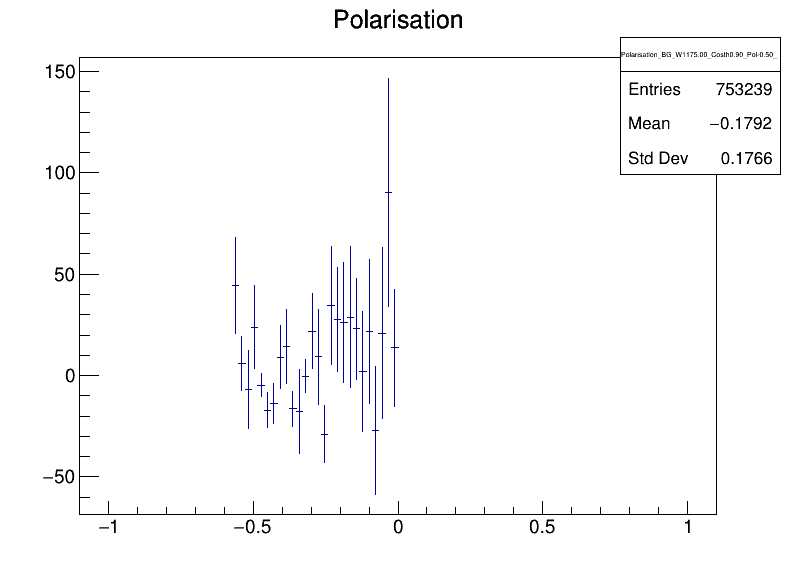 Polarisation
Polarisation_BG_W1175.00_Costh0.90_Pol-0.50_
Entries 753239
Mean −0.1792
Std Dev 0.1766
150
100
50
0
−50
−1 −0.5 0 0.5 1